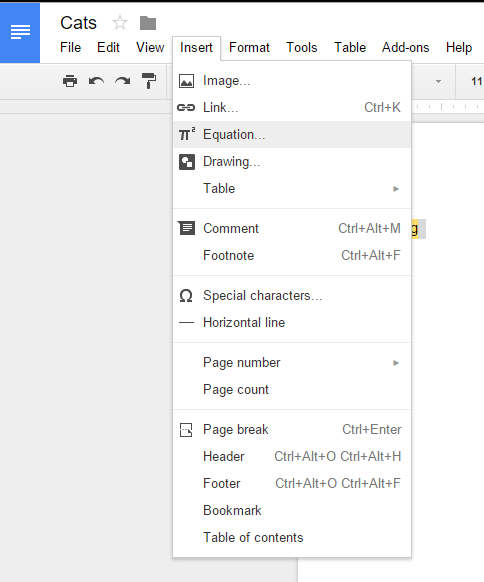 Cats
File Edit View Insert Format Tools Table Add-ons Help
11
Image...
Link... Ctrl+K
π² Equation...
Drawing...
Table
g
Comment Ctrl+Alt+M
Footnote Ctrl+Alt+F
Ω Special characters...
Horizontal line
Page number
Page count
Page break Ctrl+Enter
Header Ctrl+Alt+O Ctrl+Alt+H
Footer Ctrl+Alt+O Ctrl+Alt+F
Bookmark
Table of contents